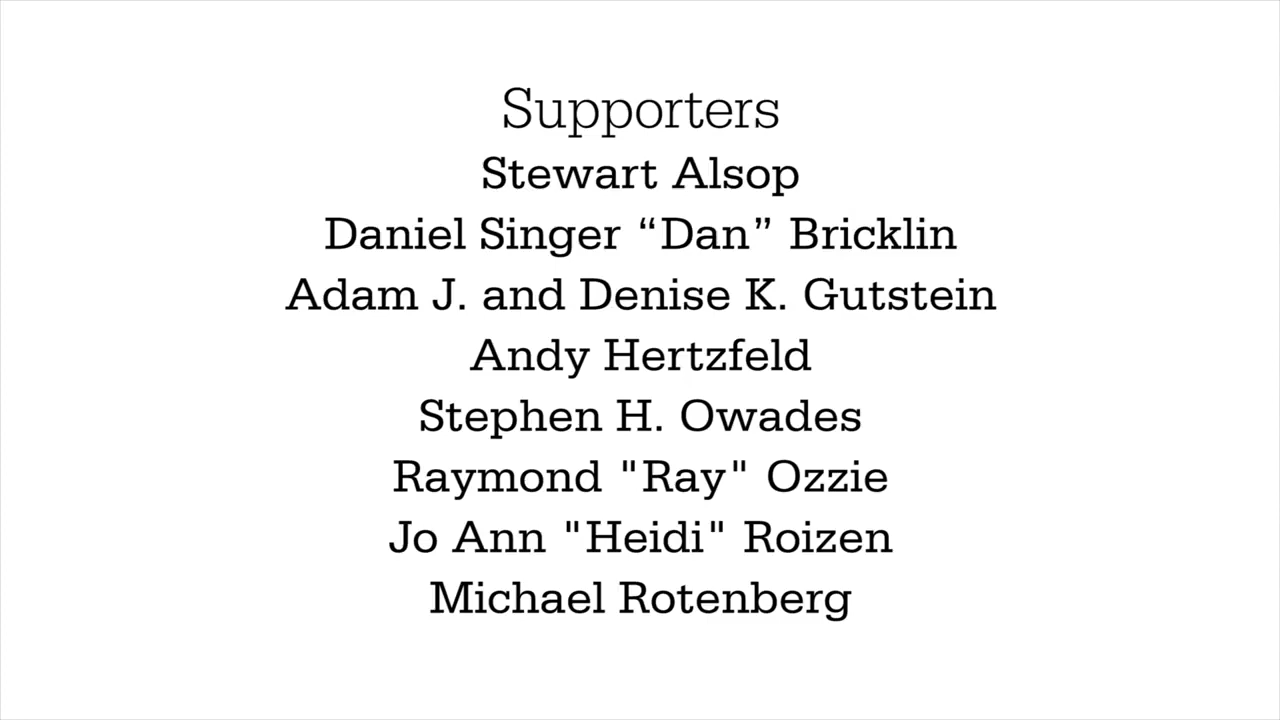 Supporters
Stewart Alsop
Daniel Singer “Dan” Bricklin
Adam J. and Denise K. Gutstein
Andy Hertzfeld
Stephen H. Owades
Raymond "Ray" Ozzie
Jo Ann "Heidi" Roizen
Michael Rotenberg